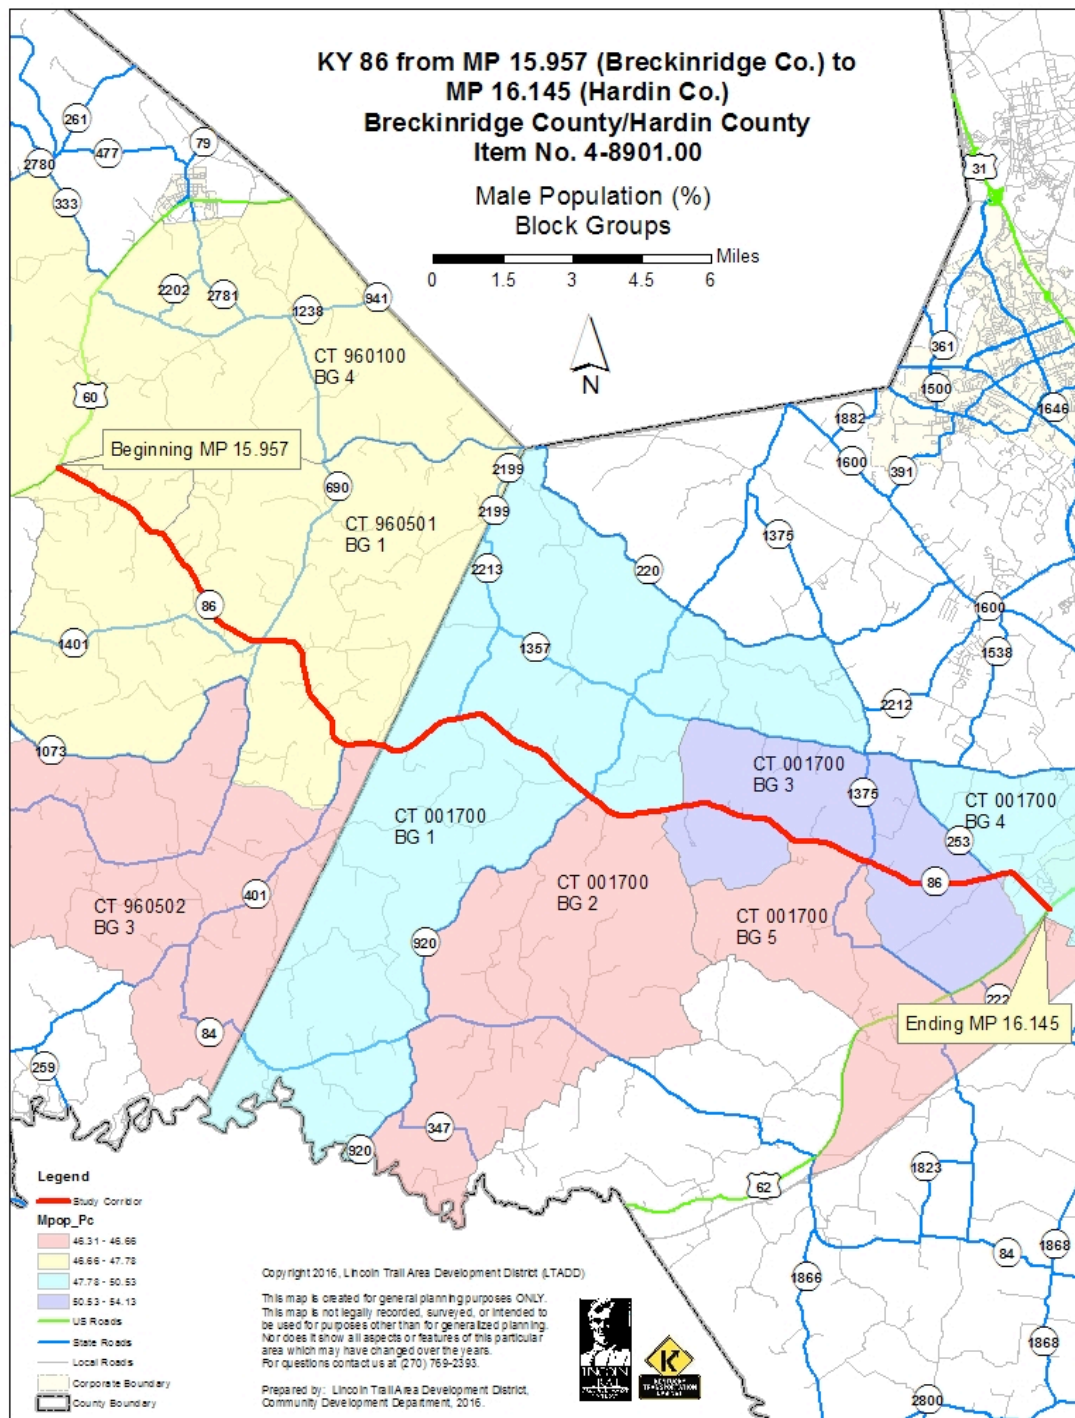 KY 86 from MP 15.957 (Breckinridge Co.) to
MP 16.145 (Hardin Co.)
Breckinridge County/Hardin County
Item No. 4-8901.00
Male Population (%)
Block Groups
0 1.5 3 4.5 6 Miles
N
261
477
79
2780
333
31
2202
2781
1238
941
CT 960100
BG 4
60
361
1500
1646
1882
1600
391
Beginning MP 15.957
2199
690
2199
CT 960501
BG 1
1375
2213
220
86
1600
1401
1357
1538
2212
1073
CT 001700
BG 3
1375
CT 001700
BG 4
CT 001700
BG 1
253
401
CT 001700
BG 2
86
CT 960502
BG 3
CT 001700
BG 5
920
222
Ending MP 16.145
84
259
347
920
1823
62
84
1868
1866
1868
2800
Legend
Study Corridor
Mpop_Pc
46.31 - 46.66
46.66 - 47.78
47.78 - 50.53
50.53 - 54.13
US Roads
State Roads
Local Roads
Corporate Boundary
County Boundary
Copyright 2016, Lincoln Trail Area Development District (LTADD)
This map is created for general planning purposes ONLY.
This map is not legally recorded, surveyed, or intended to
be used for purposes other than for generalized planning.
Nor does it show all aspects or features of this particular
area which may have changed over the years.
For questions contact us at (270) 769-2393.
Prepared by: Lincoln Trail Area Development District,
Community Development Department, 2016.
LINCOLN
TRAIL
KENTUCKY
TRANSPORTATION
CABINET